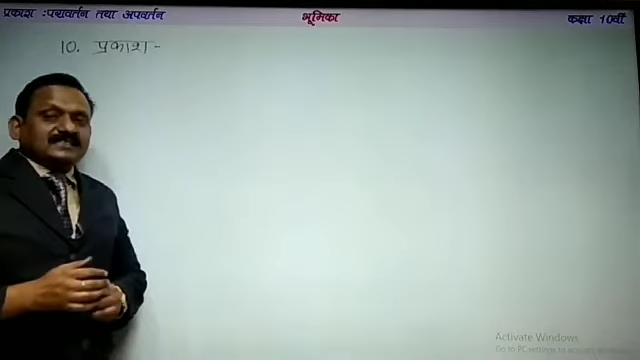 प्रकाश :परावर्तन तथा अपवर्तन
भूमिका
कक्षा 10वीं
10. प्रकाश -
Activate Windows
Go to PC settings to activate Windows.